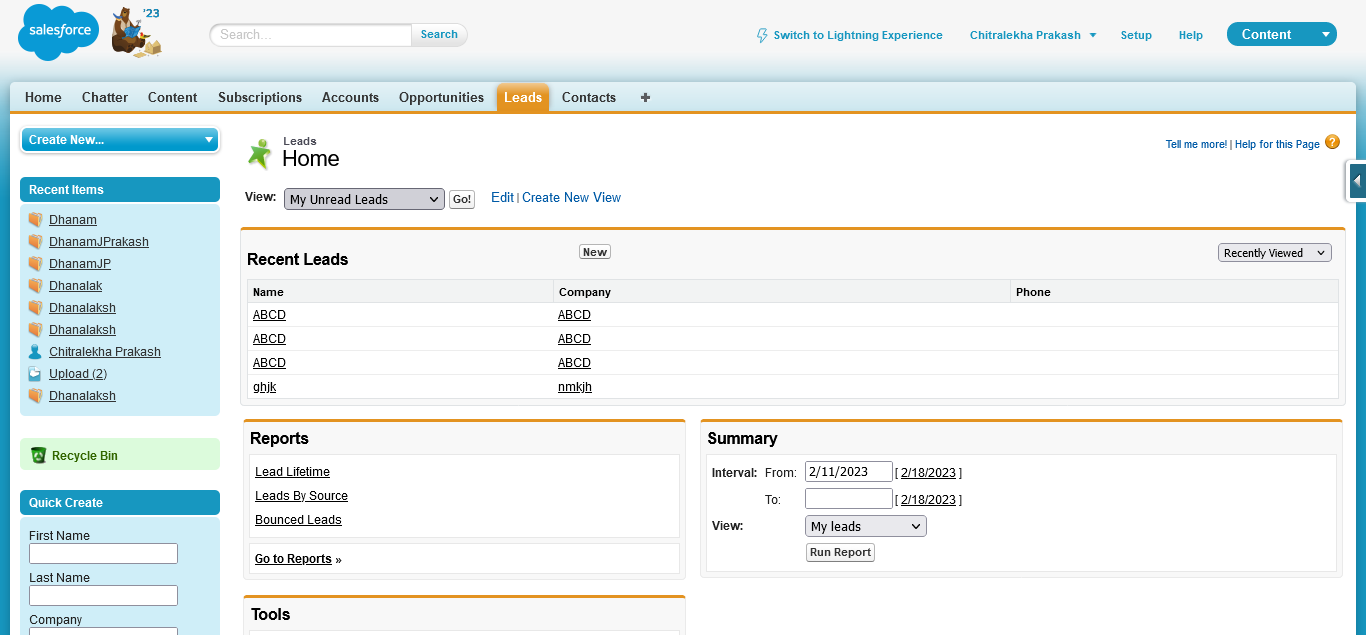 salesforce
'23
Search...
Search
Switch to Lightning Experience
Chitralekha Prakash
Setup
Help
Content
Home Chatter Content Subscriptions Accounts Opportunities Leads Contacts +
Create New...
Recent Items
Dhanam
DhanamJPrakash
DhanamJP
Dhanalak
Dhanalaksh
Dhanalaksh
Chitralekha Prakash
Upload (2)
Dhanalaksh
Recycle Bin
Quick Create
First Name
Last Name
Company
Leads
Home
Tell me more! | Help for this Page ?
View: My Unread Leads Go! Edit | Create New View
Recent Leads New Recently Viewed
Name Company Phone
ABCD ABCD
ABCD ABCD
ABCD ABCD
ghjk nmkjh
Reports
Lead Lifetime
Leads By Source
Bounced Leads
Go to Reports »
Summary
Interval: From: 2/11/2023 [ 2/18/2023 ]
To: [ 2/18/2023 ]
View: My leads
Run Report
Tools